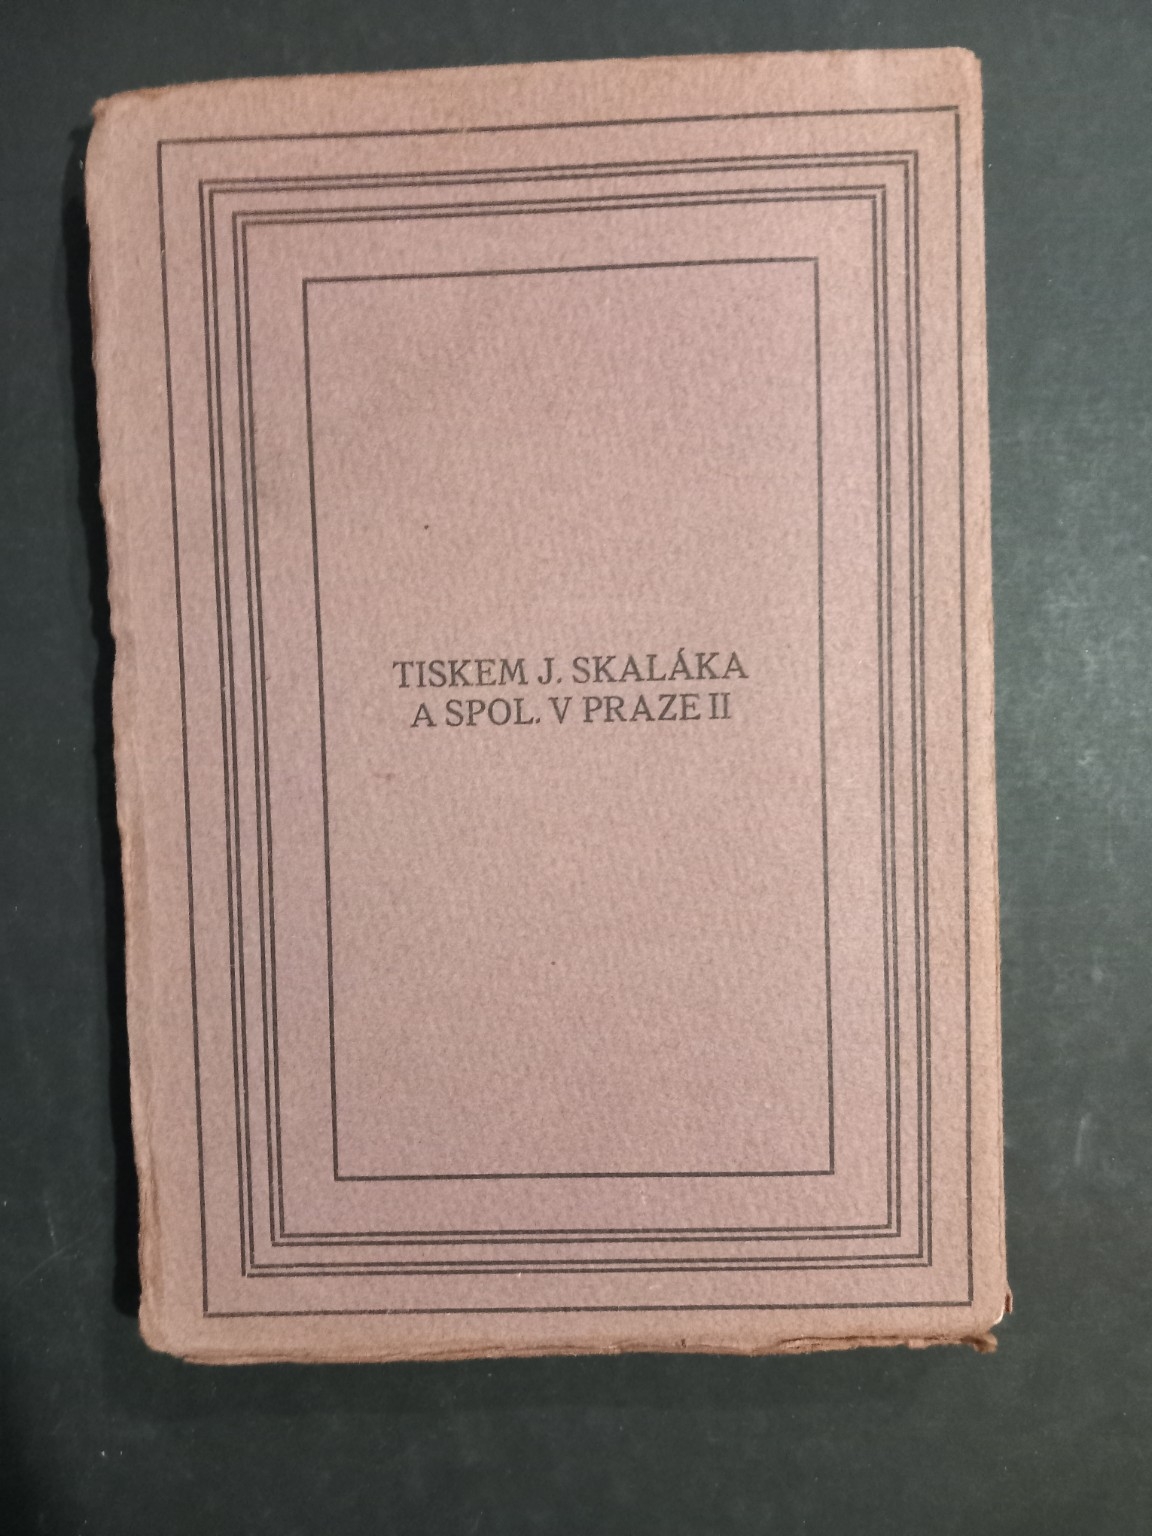 TISKEM J. SKALÁKA
A SPOL. V PRAZE II